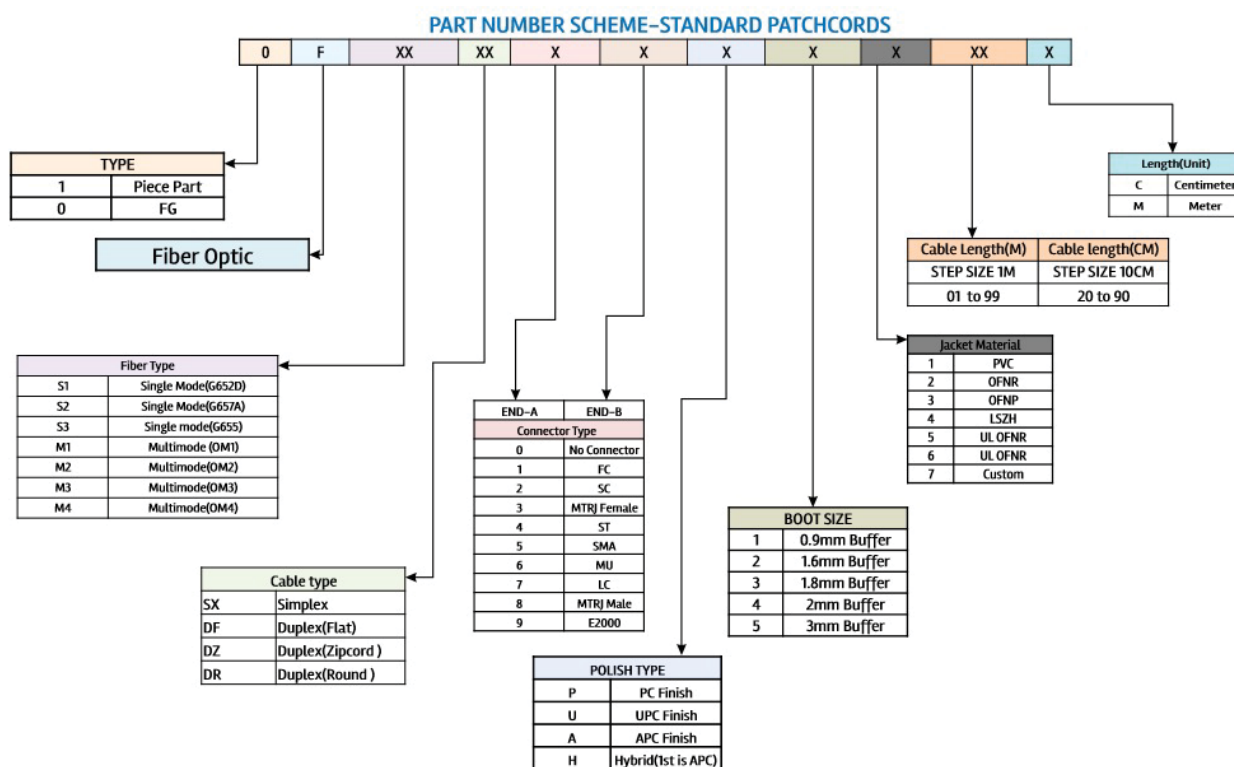 PART NUMBER SCHEME-STANDARD PATCHCORDS
0 F XX XX X X X X X XX X
TYPE
1 Piece Part
0 FG
Fiber Optic
Length(Unit)
C Centimeter
M Meter
Cable Length(M) Cable length(CM)
STEP SIZE 1M STEP SIZE 10CM
01 to 99 20 to 90
Fiber Type
S1 Single Mode(G652D)
S2 Single Mode(G657A)
S3 Single mode(G655)
M1 Multimode (OM1)
M2 Multimode(OM2)
M3 Multimode(OM3)
M4 Multimode(OM4)
Jacket Material
1 PVC
2 OFNR
3 OFNP
4 LSZH
5 UL OFNR
6 UL OFNR
7 Custom
END-A END-B
Connector Type
0 No Connector
1 FC
2 SC
3 MTRJ Female
4 ST
5 SMA
6 MU
7 LC
8 MTRJ Male
9 E2000
BOOT SIZE
1 0.9mm Buffer
2 1.6mm Buffer
3 1.8mm Buffer
4 2mm Buffer
5 3mm Buffer
Cable type
SX Simplex
DF Duplex(Flat)
DZ Duplex(Zipcord )
DR Duplex(Round )
POLISH TYPE
P PC Finish
U UPC Finish
A APC Finish
H Hybrid(1st is APC)